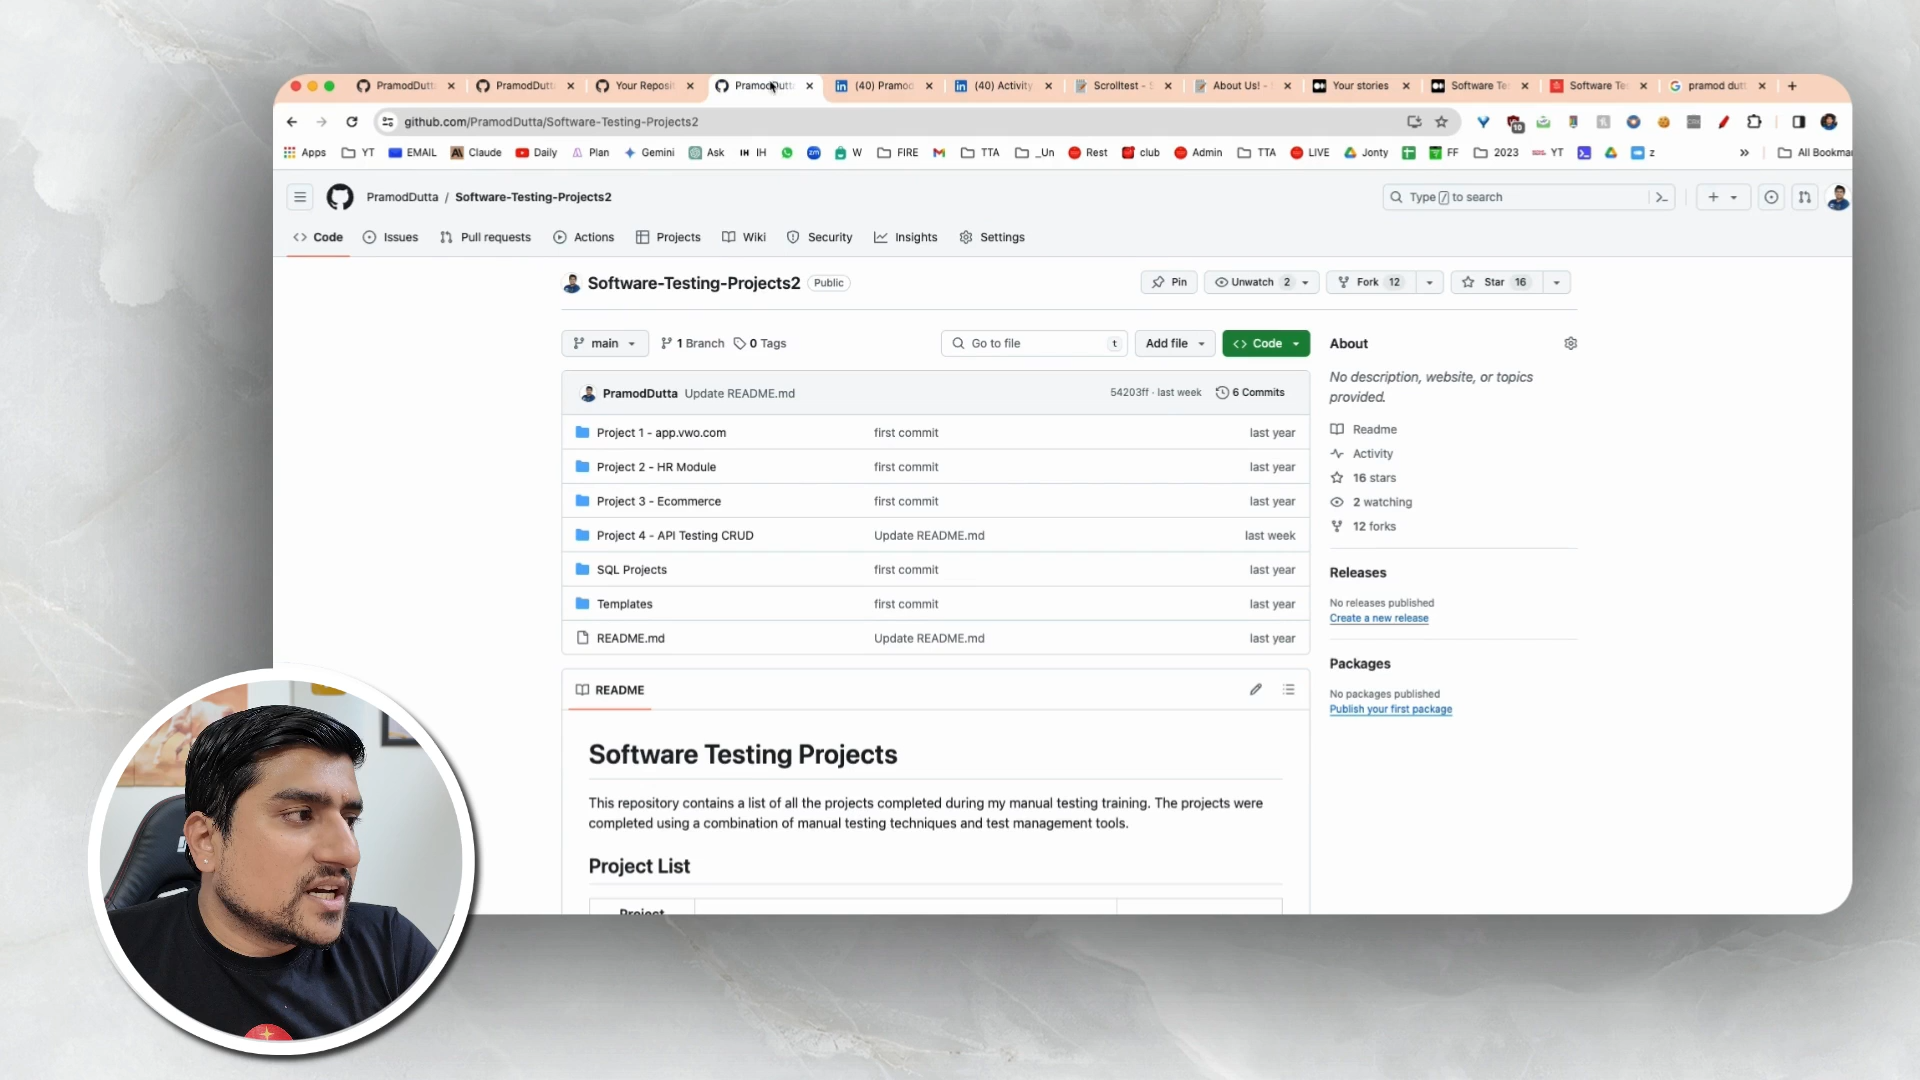 PramodDutt
PramodDutt
Your Reposit
PramodDutt
(40) Pramod
(40) Activity
Scrolltest - S
About Us! -
Your stories
Software Te
Software Te
pramod dutt
github.com/PramodDutta/Software-Testing-Projects2
10
Apps
YT
EMAIL
Claude
Daily
Plan
Gemini
Ask
IH
W
FIRE
TTA
_Un
Rest
club
Admin
TTA
LIVE
Jonty
FF
2023
YT
z
»
All Bookma
PramodDutta / Software-Testing-Projects2
Type / to search
Code
Issues
Pull requests
Actions
Projects
Wiki
Security
Insights
Settings
Software-Testing-Projects2
Public
Pin
Unwatch 2
Fork 12
Star 16
main
1 Branch
0 Tags
Go to file
t
Add file
Code
PramodDutta Update README.md
54203ff · last week
6 Commits
Project 1 - app.vwo.com
first commit
last year
Project 2 - HR Module
first commit
last year
Project 3 - Ecommerce
first commit
last year
Project 4 - API Testing CRUD
Update README.md
last week
SQL Projects
first commit
last year
Templates
first commit
last year
README.md
Update README.md
last year
About
No description, website, or topics
provided.
Readme
Activity
16 stars
2 watching
12 forks
Releases
No releases published
Create a new release
Packages
No packages published
Publish your first package
README
Software Testing Projects
This repository contains a list of all the projects completed during my manual testing training. The projects were
completed using a combination of manual testing techniques and test management tools.
Project List
Project